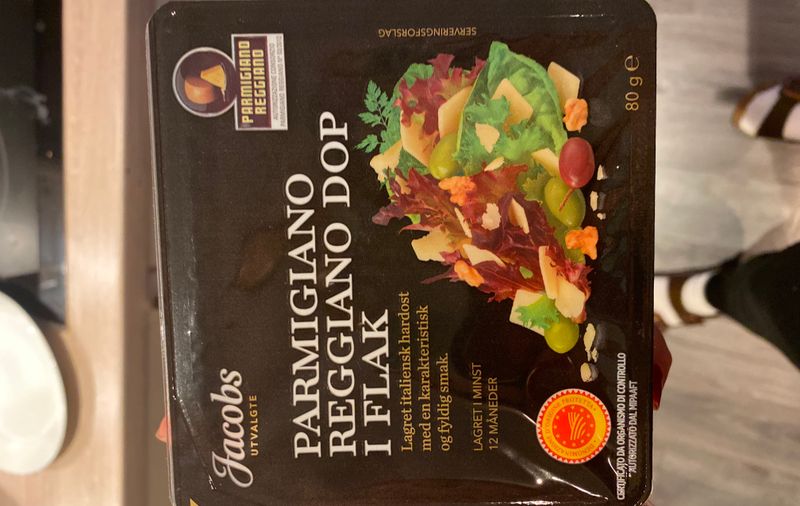 SERVERINGSFORSLAG
PARMIGIANO
REGGIANO
Jacobs
UTVALGTE
PARMIGIANO
REGGIANO DOP
I FLAK
Lagret italiensk hardost
med en karakteristisk
og fyldig smak.
LAGRET I MINST
12 MÅNEDER
80 g ℮
CERTIFICATO DA ORGANISMO DI CONTROLLO
AUTORIZZATO DAL MIPAAFT